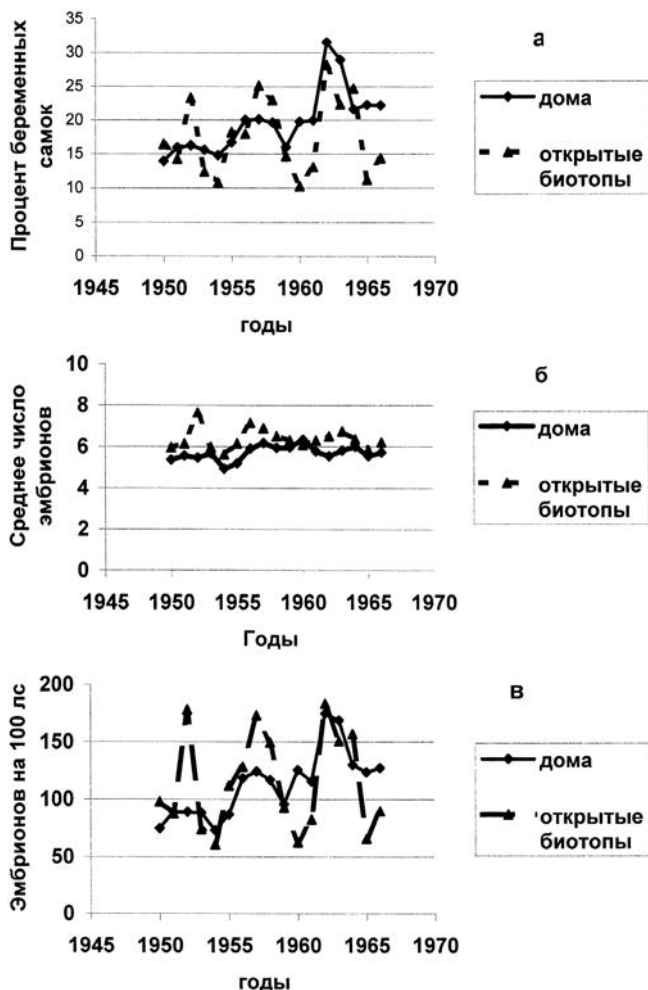 а
Процент беременных
самок
35
30
25
20
15
10
5
0
1945 1950 1955 1960 1965 1970
годы
дома
открытые
биотопы
б
Среднее число
эмбрионов
10
8
6
4
2
0
1945 1950 1955 1960 1965 1970
Годы
дома
открытые
биотопы
в
Эмбрионов на 100 лс
200
150
100
50
0
1945 1950 1955 1960 1965 1970
годы
дома
открытые
биотопы